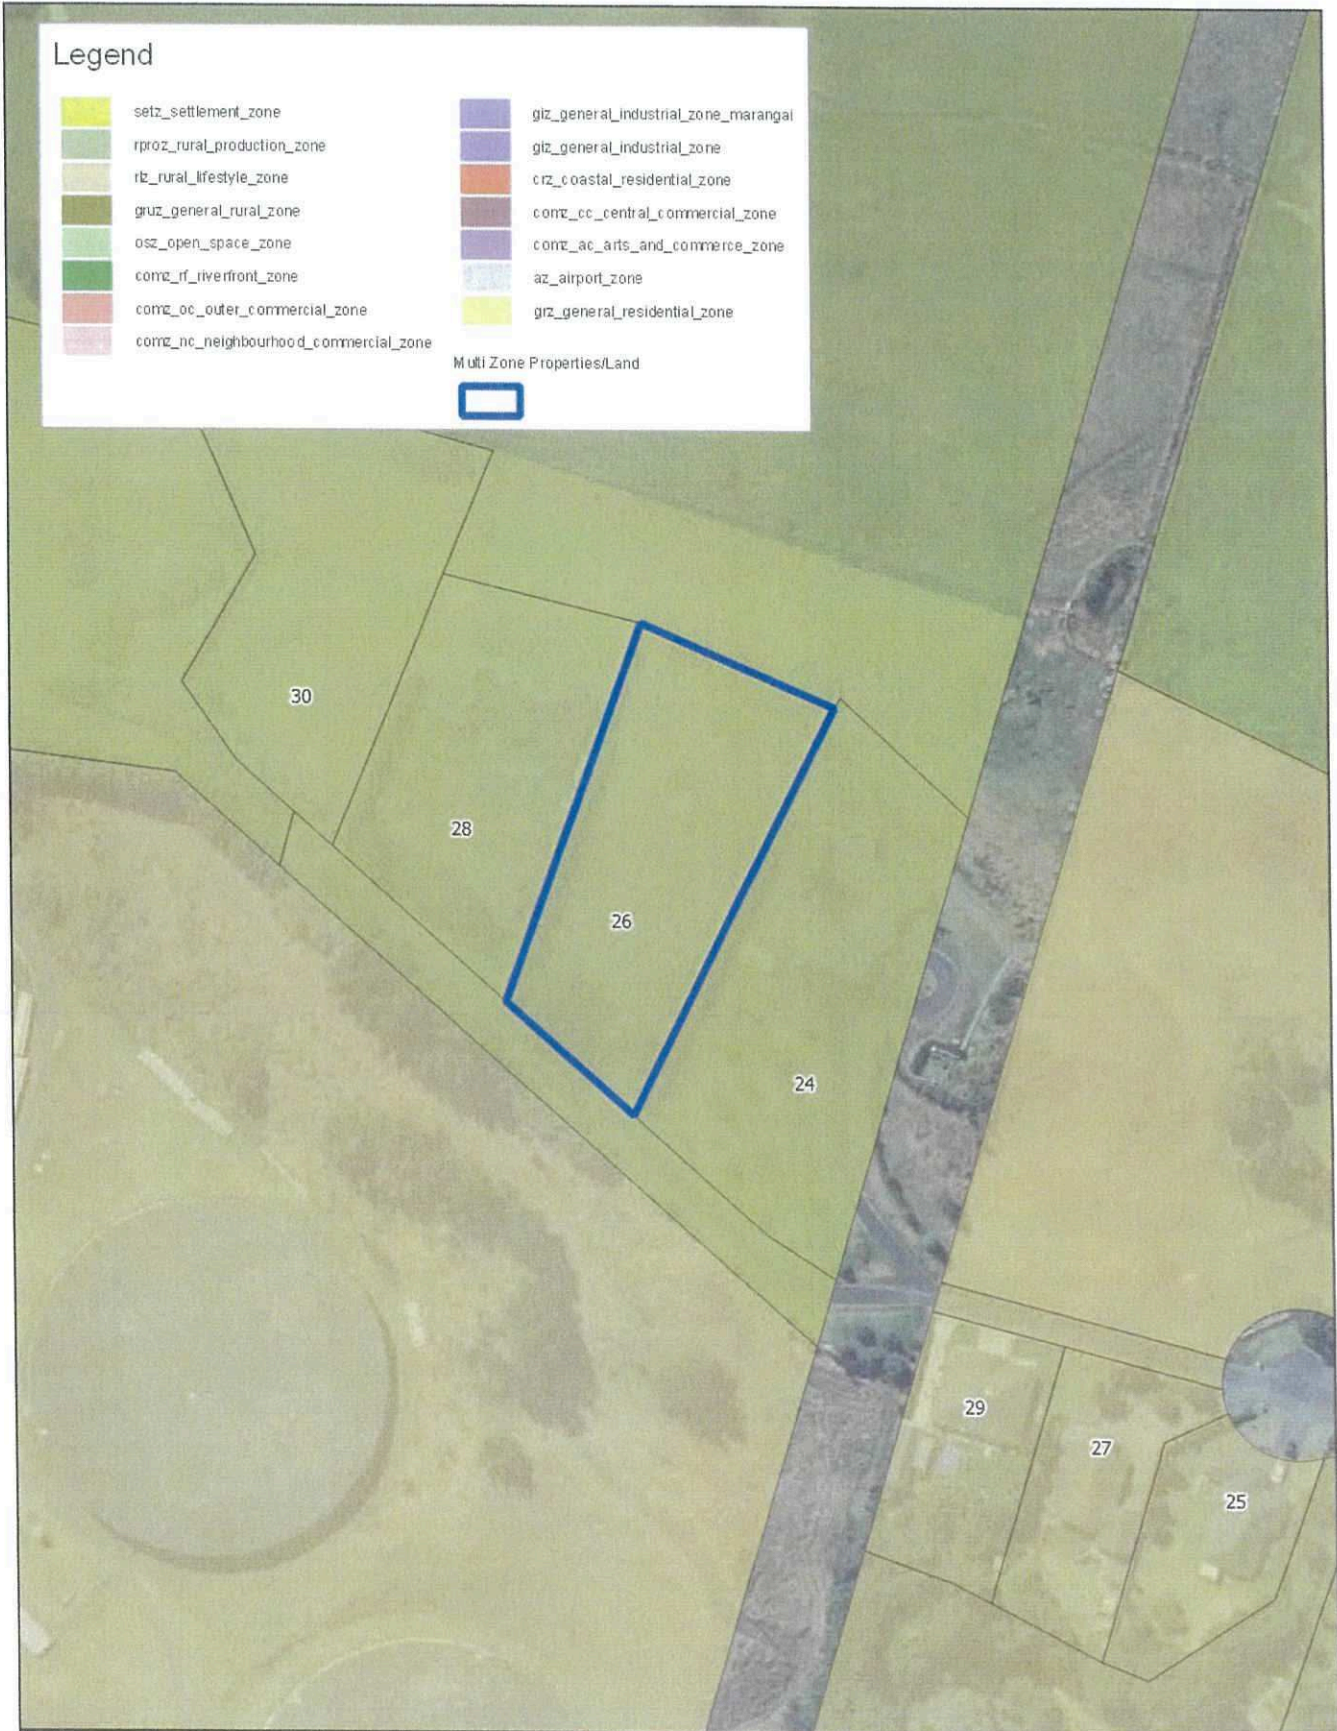 Legend
setz_settlement_zone
rproz_rural_production_zone
rlz_rural_lifestyle_zone
gruz_general_rural_zone
osz_open_space_zone
comz_rf_riverfront_zone
comz_oc_outer_commercial_zone
comz_nc_neighbourhood_commercial_zone
giz_general_industrial_zone_marangai
giz_general_industrial_zone
crz_coastal_residential_zone
comz_cc_central_commercial_zone
comz_ac_arts_and_commerce_zone
az_airport_zone
grz_general_residential_zone
Multi Zone Properties/Land
30
28
26
24
29
27
25